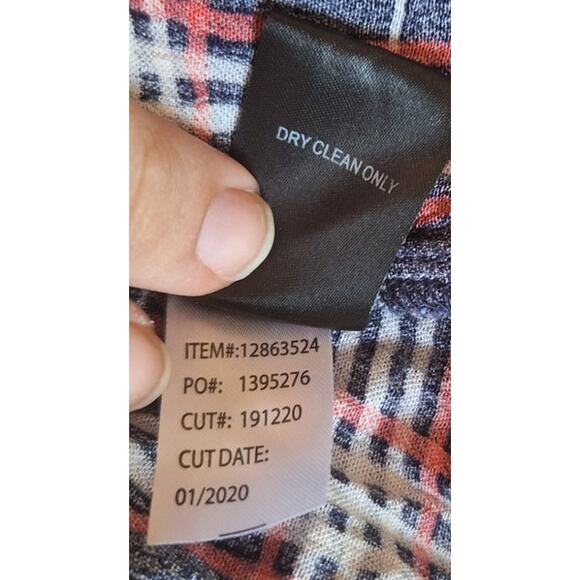 DRY CLEAN ONLY
ITEM#:12863524
PO#: 1395276
CUT#: 191220
CUT DATE:
01/2020